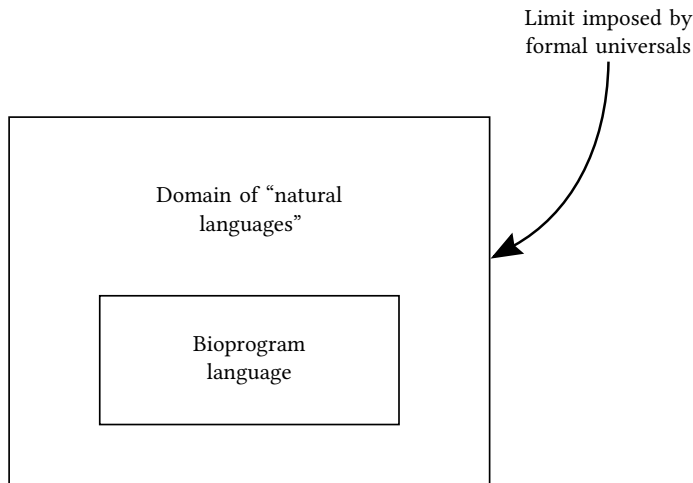 Limit imposed by
formal universals
Domain of “natural
languages”
Bioprogram
language